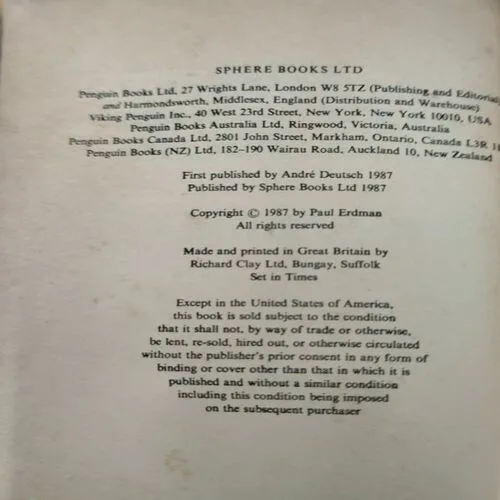 SPHERE BOOKS LTD
Penguin Books Ltd, 27 Wrights Lane, London W8 5TZ (Publishing and Editorial)
and Harmondsworth, Middlesex, England (Distribution and Warehouse)
Viking Penguin Inc., 40 West 23rd Street, New York, New York 10010, USA
Penguin Books Australia Ltd, Ringwood, Victoria, Australia
Penguin Books Canada Ltd, 2801 John Street, Markham, Ontario, Canada L3R
Penguin Books (NZ) Ltd, 182–190 Wairau Road, Auckland 10, New Zealand
First published by André Deutsch 1987
Published by Sphere Books Ltd 1987
Copyright © 1987 by Paul Erdman
All rights reserved
Made and printed in Great Britain by
Richard Clay Ltd, Bungay, Suffolk
Set in Times
Except in the United States of America,
this book is sold subject to the condition
that it shall not, by way of trade or otherwise,
be lent, re-sold, hired out, or otherwise circulated
without the publisher's prior consent in any form of
binding or cover other than that in which it is
published and without a similar condition
including this condition being imposed
on the subsequent purchaser